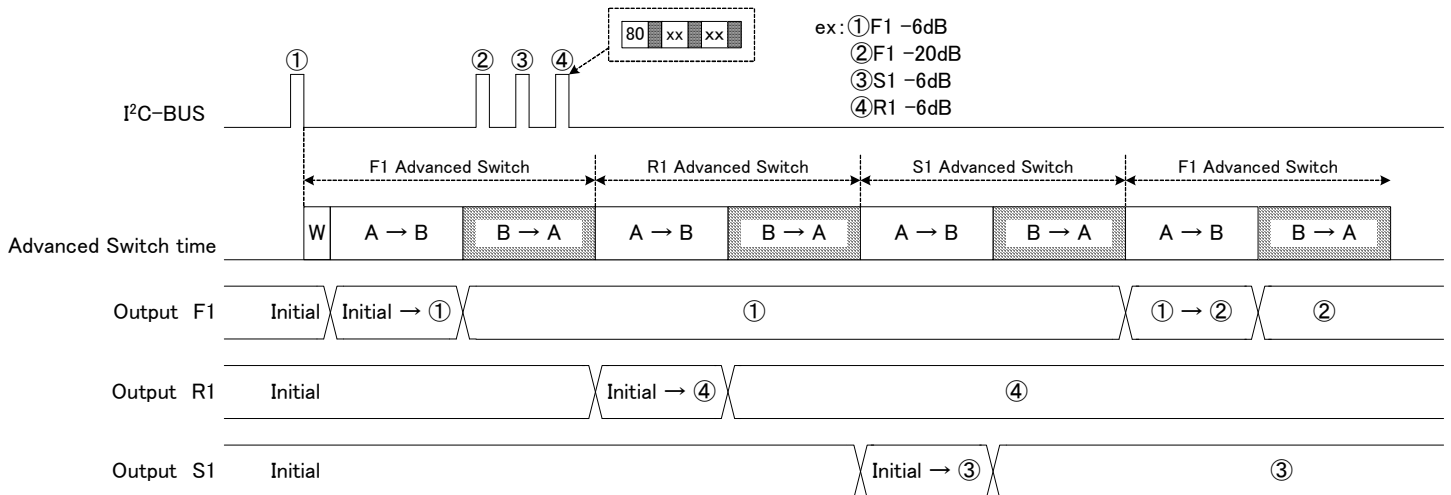 80 xx xx
ex:①F1 -6dB
②F1 -20dB
③S1 -6dB
④R1 -6dB
① ② ③ ④
I²C-BUS
F1 Advanced Switch R1 Advanced Switch S1 Advanced Switch F1 Advanced Switch
Advanced Switch time W A → B B → A A → B B → A A → B B → A A → B B → A
Output F1 Initial Initial → ① ① ① → ② ②
Output R1 Initial Initial → ④ ④
Output S1 Initial Initial → ③ ③